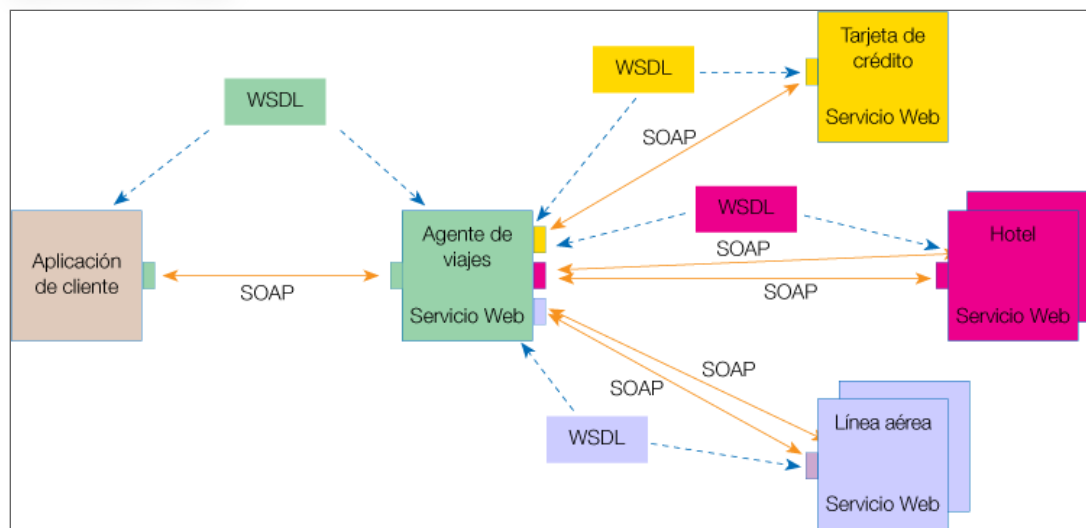 Tarjeta de
crédito
Servicio Web
WSDL
WSDL
SOAP
WSDL
Aplicación
de cliente
SOAP
Agente de
viajes
Servicio Web
SOAP
SOAP
Hotel
Servicio Web
SOAP
SOAP
WSDL
Línea aérea
Servicio Web